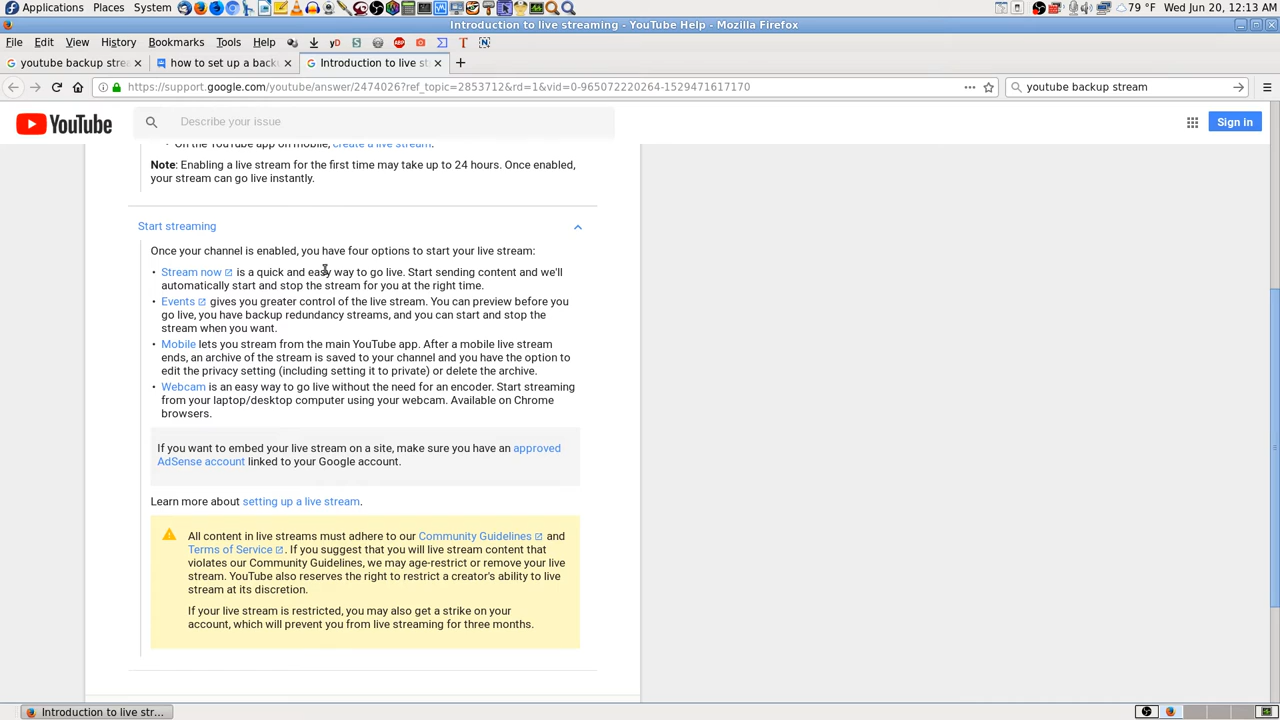 Applications Places System 79 °F Wed Jun 20, 12:13 AM
Introduction to live streaming - YouTube Help - Mozilla Firefox
File Edit View History Bookmarks Tools Help
youtube backup stre how to set up a back Introduction to live st
https://support.google.com/youtube/answer/2474026?ref_topic=2853712&rd=1&vid=0-965072220264-1529471617170 youtube backup stream
YouTube Describe your issue Sign in
On the YouTube app on mobile, create a live stream.
Note: Enabling a live stream for the first time may take up to 24 hours. Once enabled,
your stream can go live instantly.
Start streaming
Once your channel is enabled, you have four options to start your live stream:
• Stream now is a quick and easy way to go live. Start sending content and we'll
automatically start and stop the stream for you at the right time.
• Events gives you greater control of the live stream. You can preview before you
go live, you have backup redundancy streams, and you can start and stop the
stream when you want.
• Mobile lets you stream from the main YouTube app. After a mobile live stream
ends, an archive of the stream is saved to your channel and you have the option to
edit the privacy setting (including setting it to private) or delete the archive.
• Webcam is an easy way to go live without the need for an encoder. Start streaming
from your laptop/desktop computer using your webcam. Available on Chrome
browsers.
If you want to embed your live stream on a site, make sure you have an approved
AdSense account linked to your Google account.
Learn more about setting up a live stream.
All content in live streams must adhere to our Community Guidelines and
Terms of Service. If you suggest that you will live stream content that
violates our Community Guidelines, we may age-restrict or remove your live
stream. YouTube also reserves the right to restrict a creator's ability to live
stream at its discretion.
If your live stream is restricted, you may also get a strike on your
account, which will prevent you from live streaming for three months.
Introduction to live str...